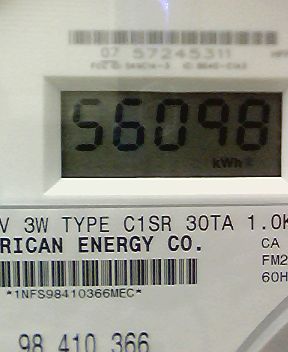 07 57245311
56098
kWh
V 3W TYPE C1SR 30TA 1.0K
RICAN ENERGY CO.
CA
FM2
60H
*1NFS98410366MEC*
98 410 366